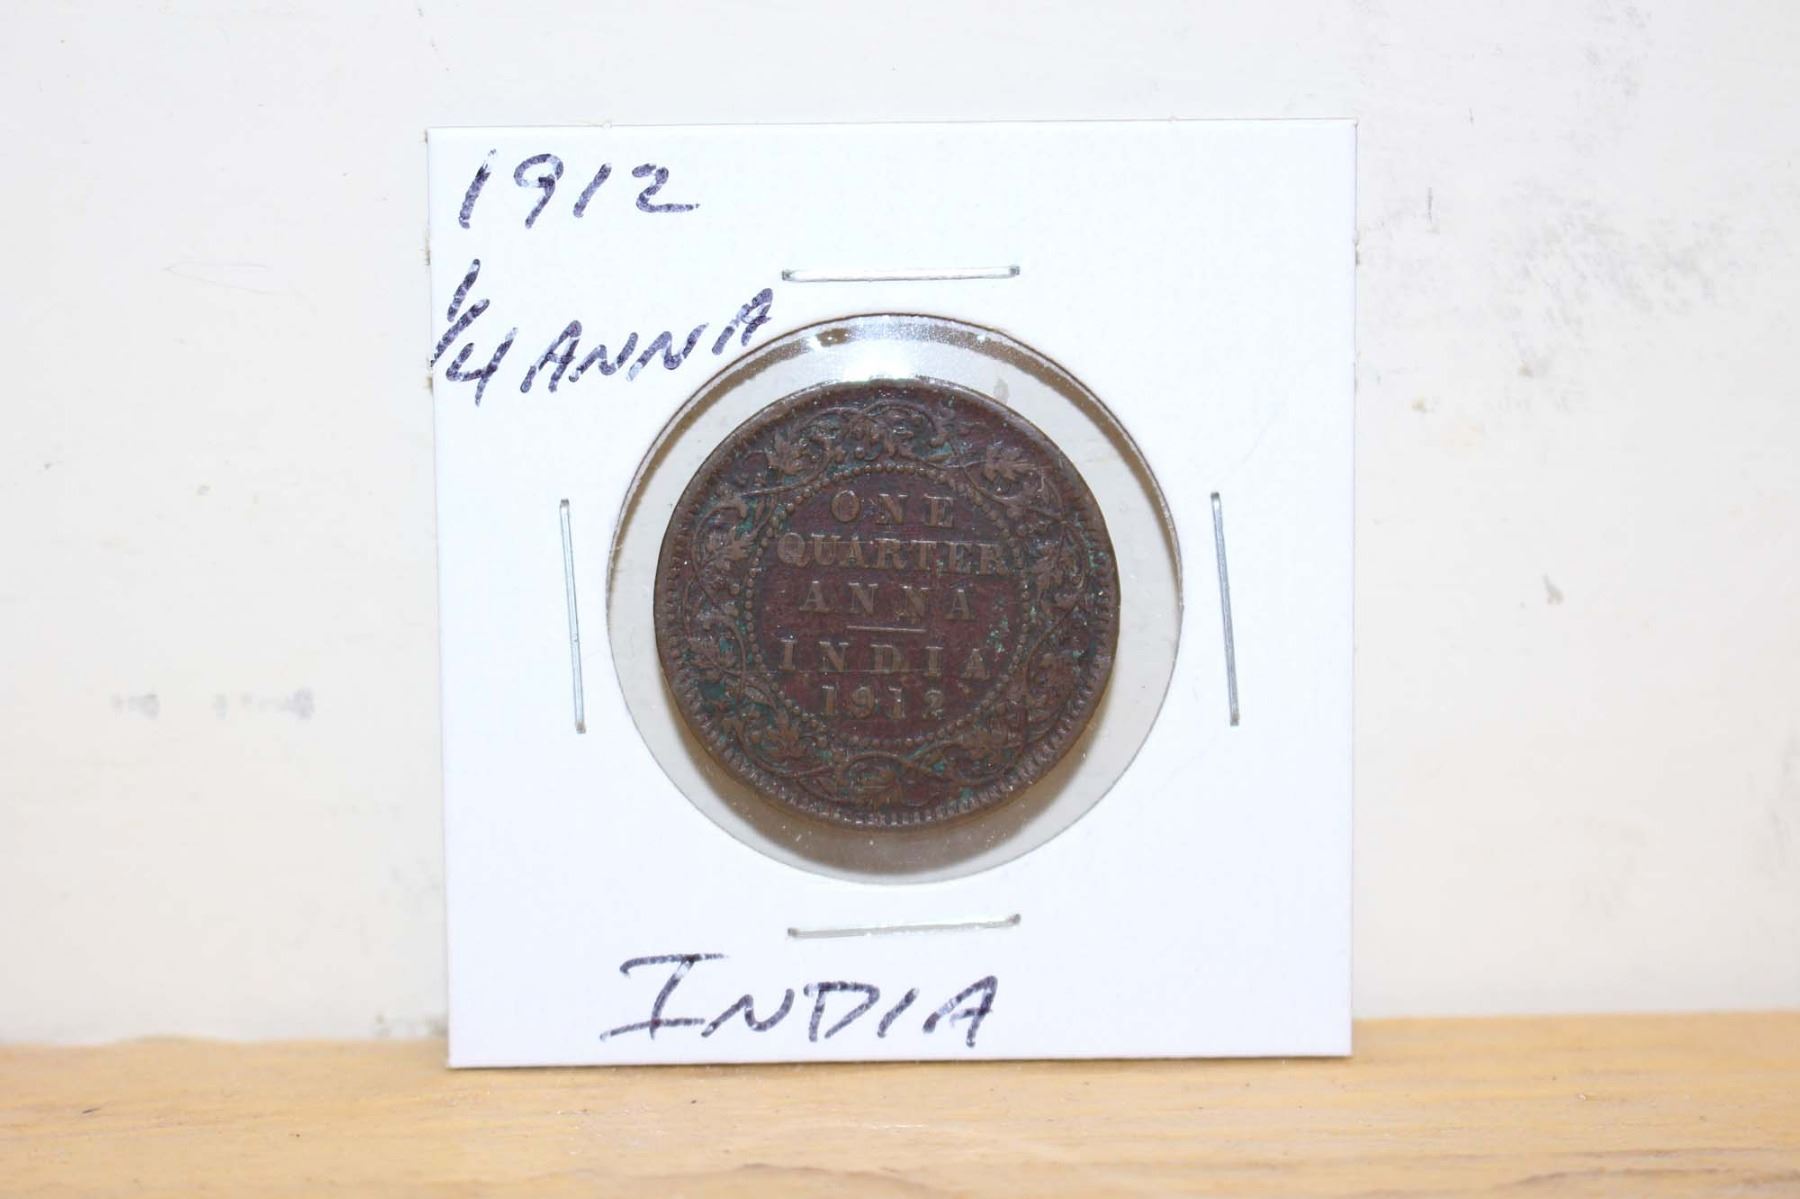 1912
1/4 ANNA
ONE
QUARTER
ANNA
INDIA
1912
INDIA